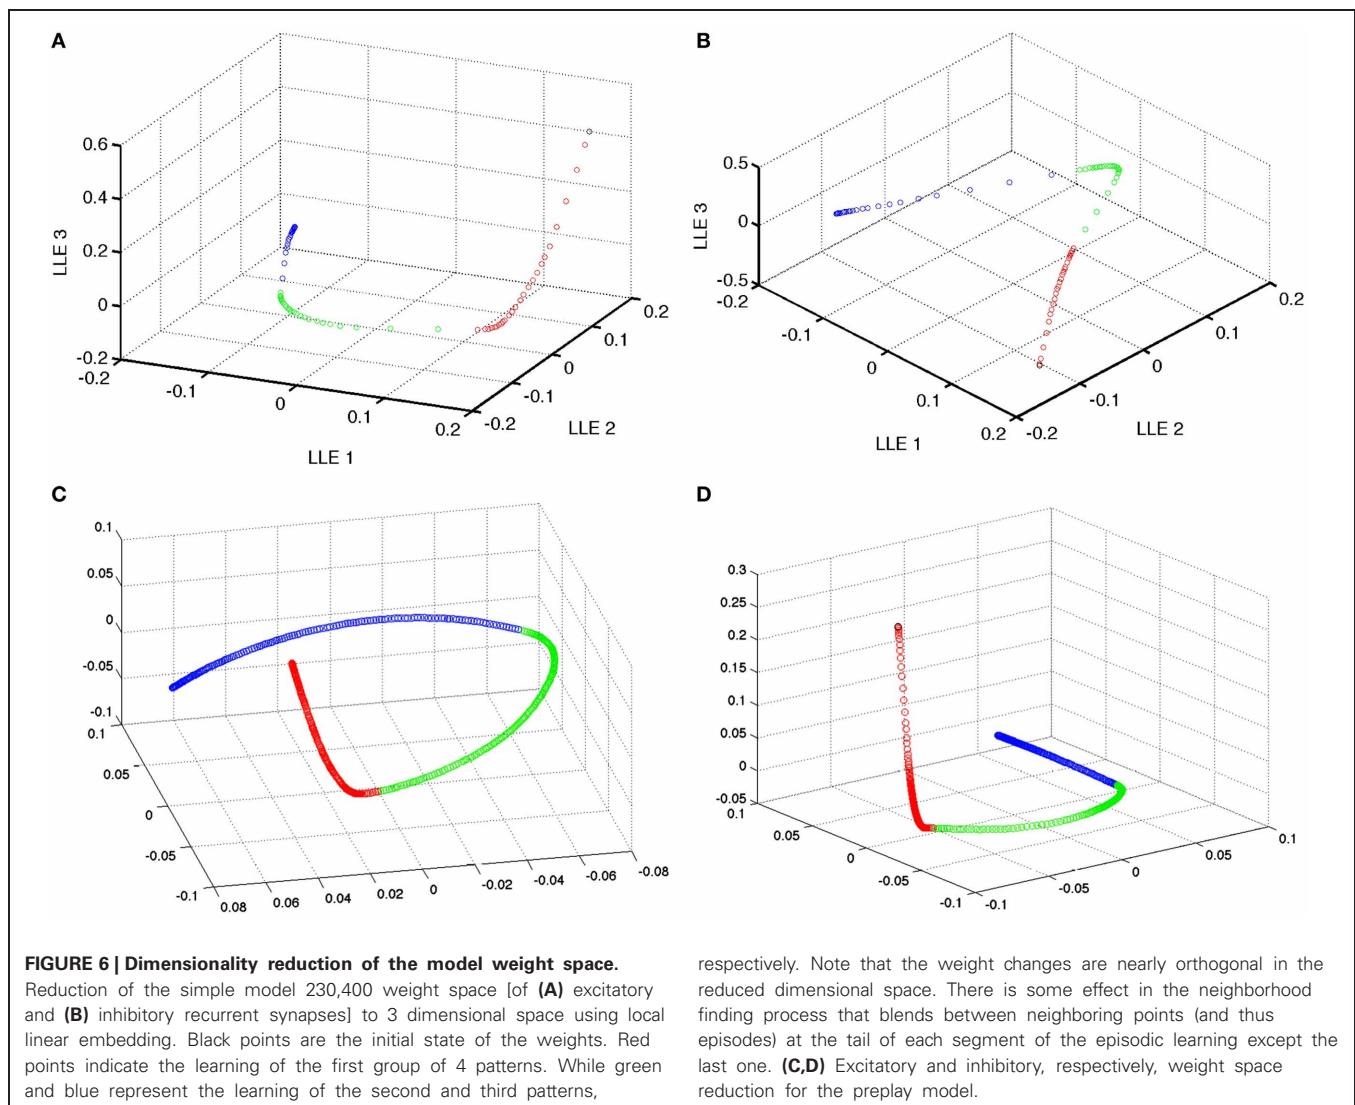 A
0.6
0.4
0.2
0
-0.2
LLE 3
-0.2
-0.1
0
0.1
0.2
LLE 1
-0.2
-0.1
0
0.1
0.2
LLE 2
B
0.5
0
-0.5
LLE 3
-0.2
-0.1
0
0.1
0.2
LLE 1
-0.2
-0.1
0
0.1
0.2
LLE 2
C
0.1
0.05
0
-0.05
-0.1
0.1
0.05
0
-0.05
-0.1
0.08
0.06
0.04
0.02
0
-0.02
-0.04
-0.06
-0.08
D
0.3
0.25
0.2
0.15
0.1
0.05
0
-0.05
0.1
0.05
0
-0.05
-0.1
-0.1
-0.05
0
0.05
0.1
FIGURE 6 | Dimensionality reduction of the model weight space.
Reduction of the simple model 230,400 weight space [of (A) excitatory
and (B) inhibitory recurrent synapses] to 3 dimensional space using local
linear embedding. Black points are the initial state of the weights. Red
points indicate the learning of the first group of 4 patterns. While green
and blue represent the learning of the second and third patterns,
respectively. Note that the weight changes are nearly orthogonal in the
reduced dimensional space. There is some effect in the neighborhood
finding process that blends between neighboring points (and thus
episodes) at the tail of each segment of the episodic learning except the
last one. (C,D) Excitatory and inhibitory, respectively, weight space
reduction for the preplay model.